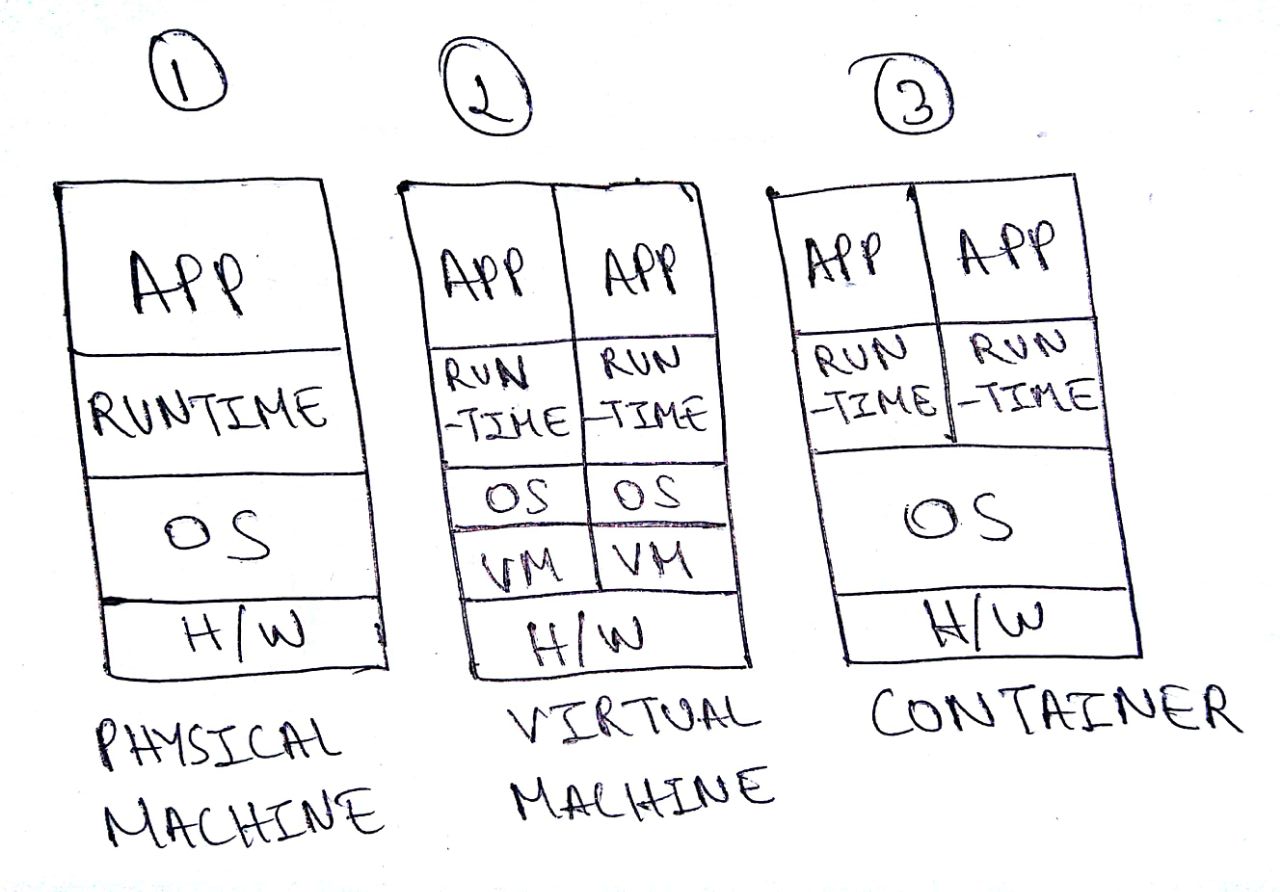 1
2
3
APP
RUNTIME
OS
H/W
PHYSICAL
MACHINE
APP
APP
RUN
-TIME
RUN
-TIME
OS
OS
VM
VM
H/W
VIRTUAL
MACHINE
APP
APP
RUN
-TIME
RUN
-TIME
OS
H/W
CONTAINER